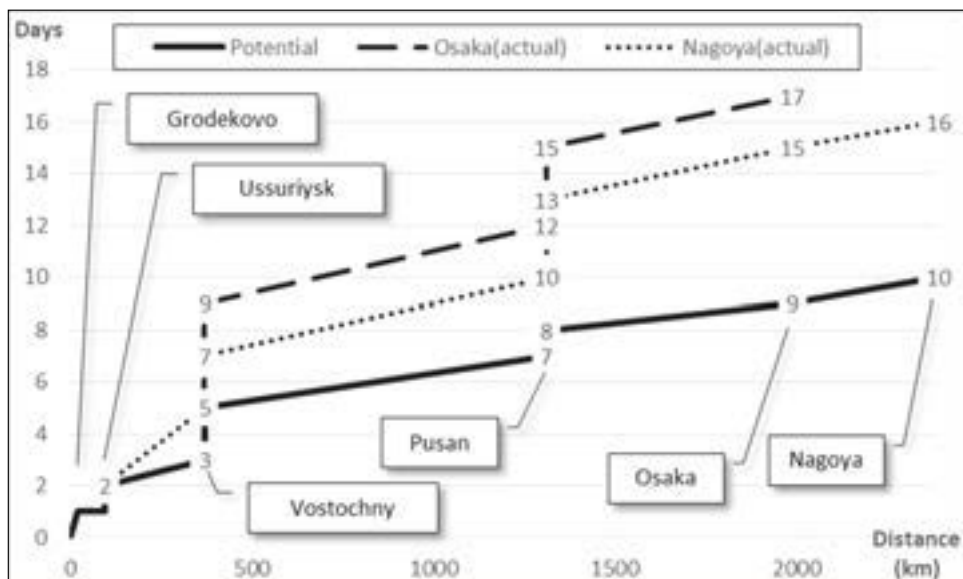 Days
Potential Osaka(actual) Nagoya(actual)
18
Grodekovo
17
16
16
15
15
Ussuriysk
14
13
12
12
10
10
10
9
9
8
8
7
7
6
5
Pusan
4
3
Osaka
Nagoya
2
2
Vostochny
0
Distance
0 500 1000 1500 2000 (km)